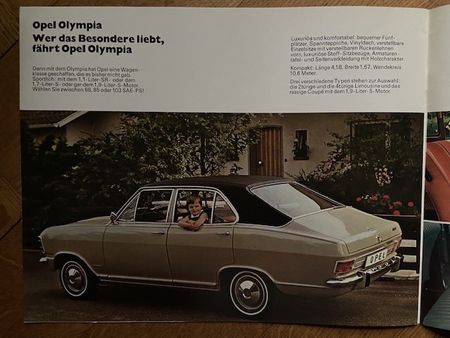 Opel Olympia
Wer das Besondere liebt,
fährt Opel Olympia
Denn mit dem Olympia hat Opel eine Wagen-
klasse geschaffen, die es bisher nicht gab.
Sportlich: mit dem 1,1-Liter-SR- oder dem
1,7-Liter-S- oder gar dem 1,9-Liter-S-Motor.
Wählen Sie zwischen 68, 85 oder 103 SAE-PS!
Luxuriös und komfortabel: bequemer Fünf-
plätzer, Spannteppiche, Vinyldach, verstellbare
Einzelsitze mit verstellbaren Rückenlehnen
vorn, luxuriöse Stoff-Sitzbezüge, Armaturen
tafel- und Seitenverkleidung mit Holzcharakter.
Kompakt: Länge 4,18, Breite 1,57, Wendekreis
10,6 Meter.
Drei verschiedene Typen stehen zur Auswahl:
die 2türige und die 4türige Limousine und das
rassige Coupé mit dem 1,9-Liter-S-Motor.